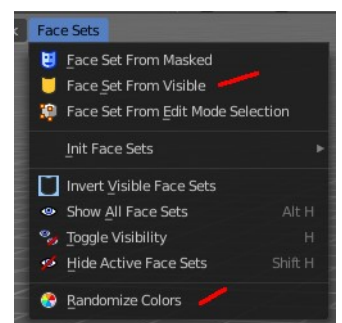 Face Sets
Face Set From Masked
Face Set From Visible
Face Set From Edit Mode Selection
Init Face Sets
Invert Visible Face Sets
Show All Face Sets Alt H
Toggle Visibility H
Hide Active Face Sets Shift H
Randomize Colors